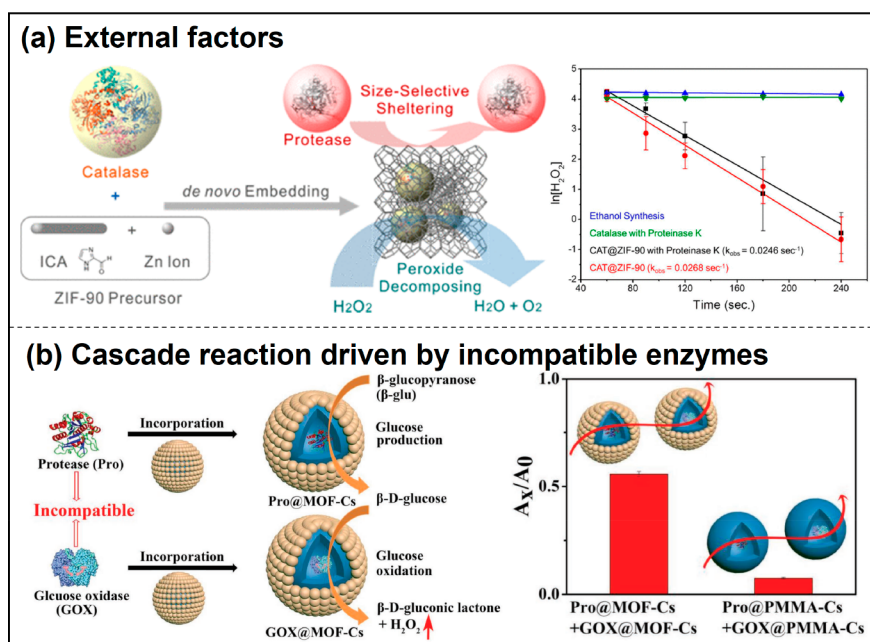 (a) External factors
Catalase
+
ICA
+
Zn Ion
ZIF-90 Precursor
de novo Embedding
Size-Selective
Sheltering
Protease
Peroxide
Decomposing
H2O2
H2O + O2
ln[H₂O₂]
5
4
3
2
1
0
-1
-2
40
80
120
160
200
240
Time (sec.)
Ethanol Synthesis
Catalase with Proteinase K
CAT@ZIF-90 with Proteinase K (kobs = 0.0246 sec⁻¹)
CAT@ZIF-90 (kobs = 0.0268 sec⁻¹)
(b) Cascade reaction driven by incompatible enzymes
Protease (Pro)
Incompatible
Glcuose oxidase
(GOX)
Incorporation
Incorporation
Pro@MOF-Cs
GOX@MOF-Cs
β-glucopyranose
(β-glu)
Glucose
production
β-D-glucose
Glucose
oxidation
β-D-gluconic lactone
+ H₂O₂
Aₓ/A₀
1.0
0.5
0.0
Pro@MOF-Cs
+GOX@MOF-Cs
Pro@PMMA-Cs
+GOX@PMMA-Cs